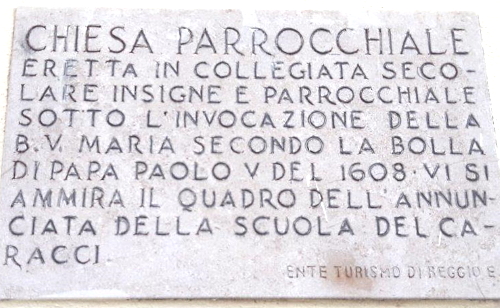 CHIESA PARROCCHIALE
ERETTA IN COLLEGIATA SECO-
LARE INSIGNE E PARROCCHIALE
SOTTO L'INVOCAZIONE DELLA
B.V. MARIA SECONDO LA BOLLA
DI PAPA PAOLO V DEL 1608·VI SI
AMMIRA IL QUADRO DELL'ANNUN-
CIATA DELLA SCUOLA DEL CA-
RACCI
ENTE TURISMO DI REGGIO E